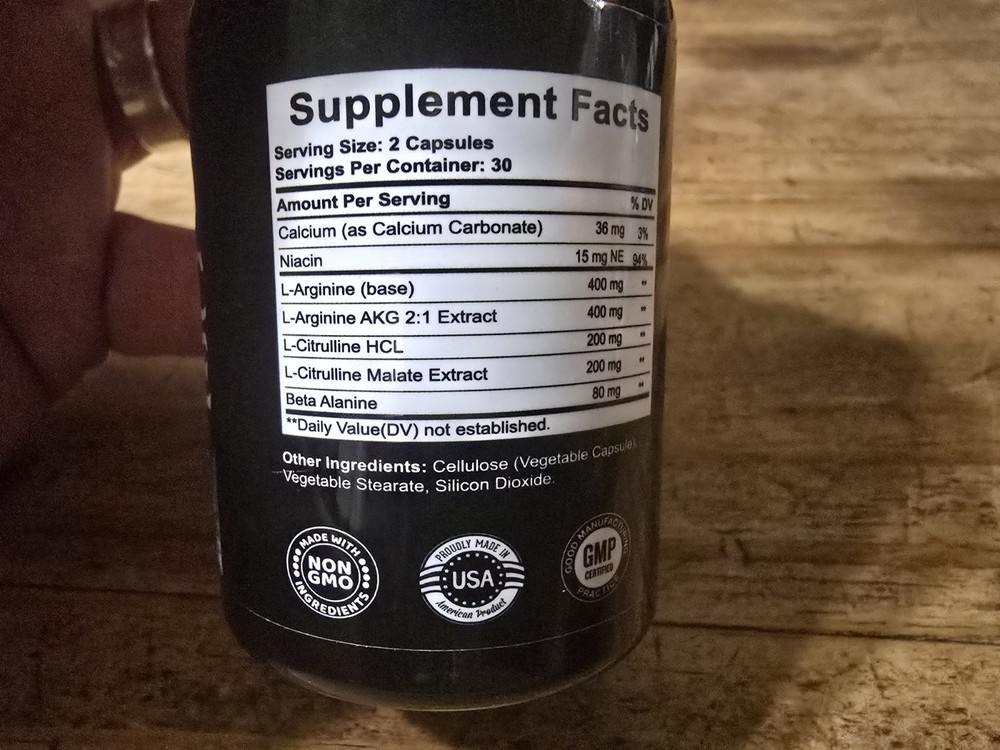 Supplement Facts
Serving Size: 2 Capsules
Servings Per Container: 30
Amount Per Serving % DV
Calcium (as Calcium Carbonate) 36 mg 3%
Niacin 15 mg NE 94%
L-Arginine (base) 400 mg **
L-Arginine AKG 2:1 Extract 400 mg **
L-Citrulline HCL 200 mg **
L-Citrulline Malate Extract 200 mg **
Beta Alanine 80 mg **
**Daily Value(DV) not established.
Other Ingredients: Cellulose (Vegetable Capsule),
Vegetable Stearate, Silicon Dioxide.
MADE WITH
NON
GMO
INGREDIENTS
PROUDLY MADE IN
USA
American Product
GOOD MANUFACTURING
GMP
CERTIFIED
PRACTICE